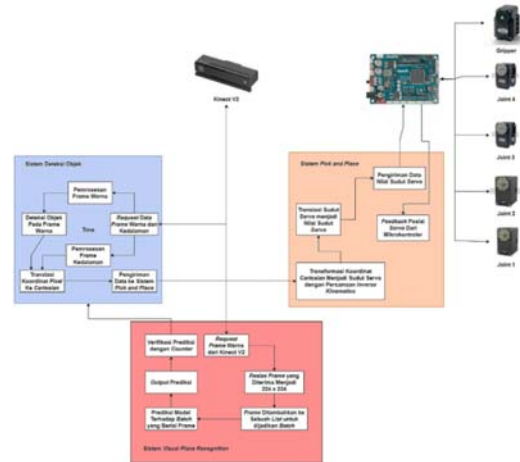 Kinect V2
Gripper
Joint 4
Joint 3
Joint 2
Joint 1
Sistem Deteksi Objek
Pemrosesan
Frame Warna
Deteksi Objek
Pada Frame
Warna
Request Data
Frame Warna dan
Kedalaman
Time
Pemrosesan
Frame
Kedalaman
Translasi
Koordinat Pixel
Ke Cartesian
Pengiriman
Data ke Sistem
Pick and Place
Sistem Pick and Place
Pengiriman Data
Nilai Sudut Servo
Translasi Sudut
Servo menjadi
Nilai Sudut
Servo
Feedback Posisi
Servo Dari
Mikrokontroler
Transformasi Koordinat
Cartesian Menjadi Sudut Servo
dengan Persamaan Inverse
Kinematics
Verifikasi Prediksi
dengan Counter
Request
Frame Warna
dari Kinect V2
Output Prediksi
Resize Frame yang
Diterima Menjadi
224 x 224
Prediksi Model
Terhadap Batch
yang Berisi Frame
Frame Ditambahkan ke
Sebuah List untuk
dijadikan Batch
Sistem Visual Place Recognition